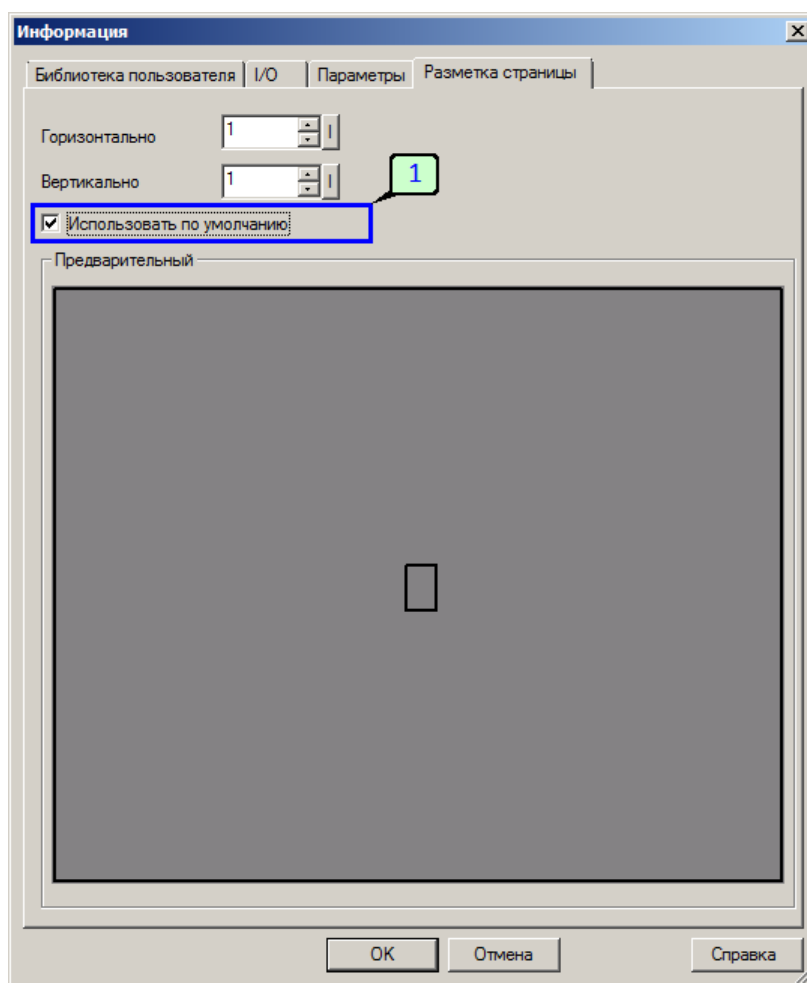 Информация
Библиотека пользователя I/O Параметры Разметка страницы
Горизонтально 1
Вертикально 1
1
Использовать по умолчанию
Предварительный
OK Отмена Справка